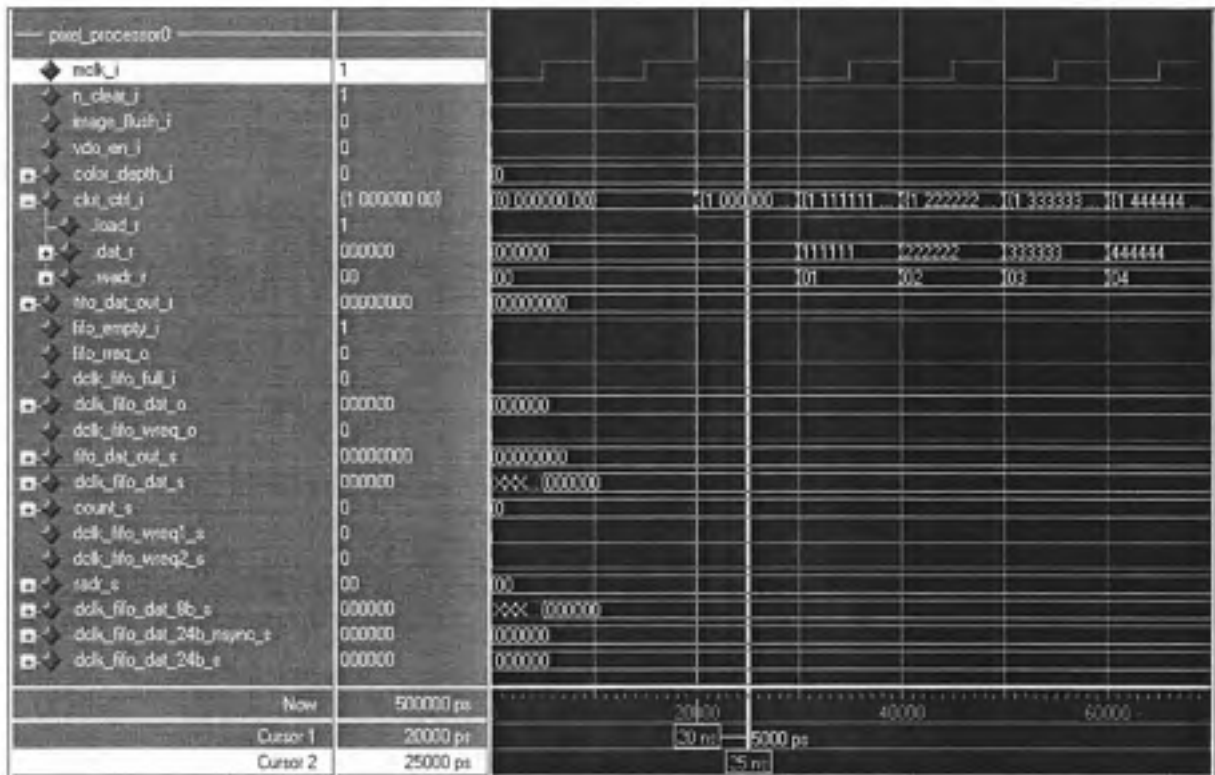 pixel_processor0
mclk_i 1
n_clear_i 1
image_flush_i 0
vdo_en_i 0
color_depth_i 0 0
clut_ctrl_i {1 000000 00} {0 000000 00} {1 000000... {1 111111... {1 222222... {1 333333... {1 444444...
.load_r 1
.dat_r 000000 000000 111111 222222 333333 444444
.wadr_r 00 00 01 02 03 04
fifo_dat_out_i 00000000 00000000
fifo_empty_i 1
fifo_rreq_o 0
dclk_fifo_full_i 0
dclk_fifo_dat_o 000000 000000
dclk_fifo_wreq_o 0
fifo_dat_out_s 00000000 00000000
dclk_fifo_dat_s 000000 XXX... 000000
count_s 0 0
dclk_fifo_wreq1_s 0
dclk_fifo_wreq2_s 0
radr_s 00 00
dclk_fifo_dat_8b_s 000000 XXX... 000000
dclk_fifo_dat_24b_nsync_s 000000 000000
dclk_fifo_dat_24b_s 000000 000000
Now 500000 ps 20000 40000 60000
Cursor 1 20000 ps 20 ns 5000 ps
Cursor 2 25000 ps 25 ns